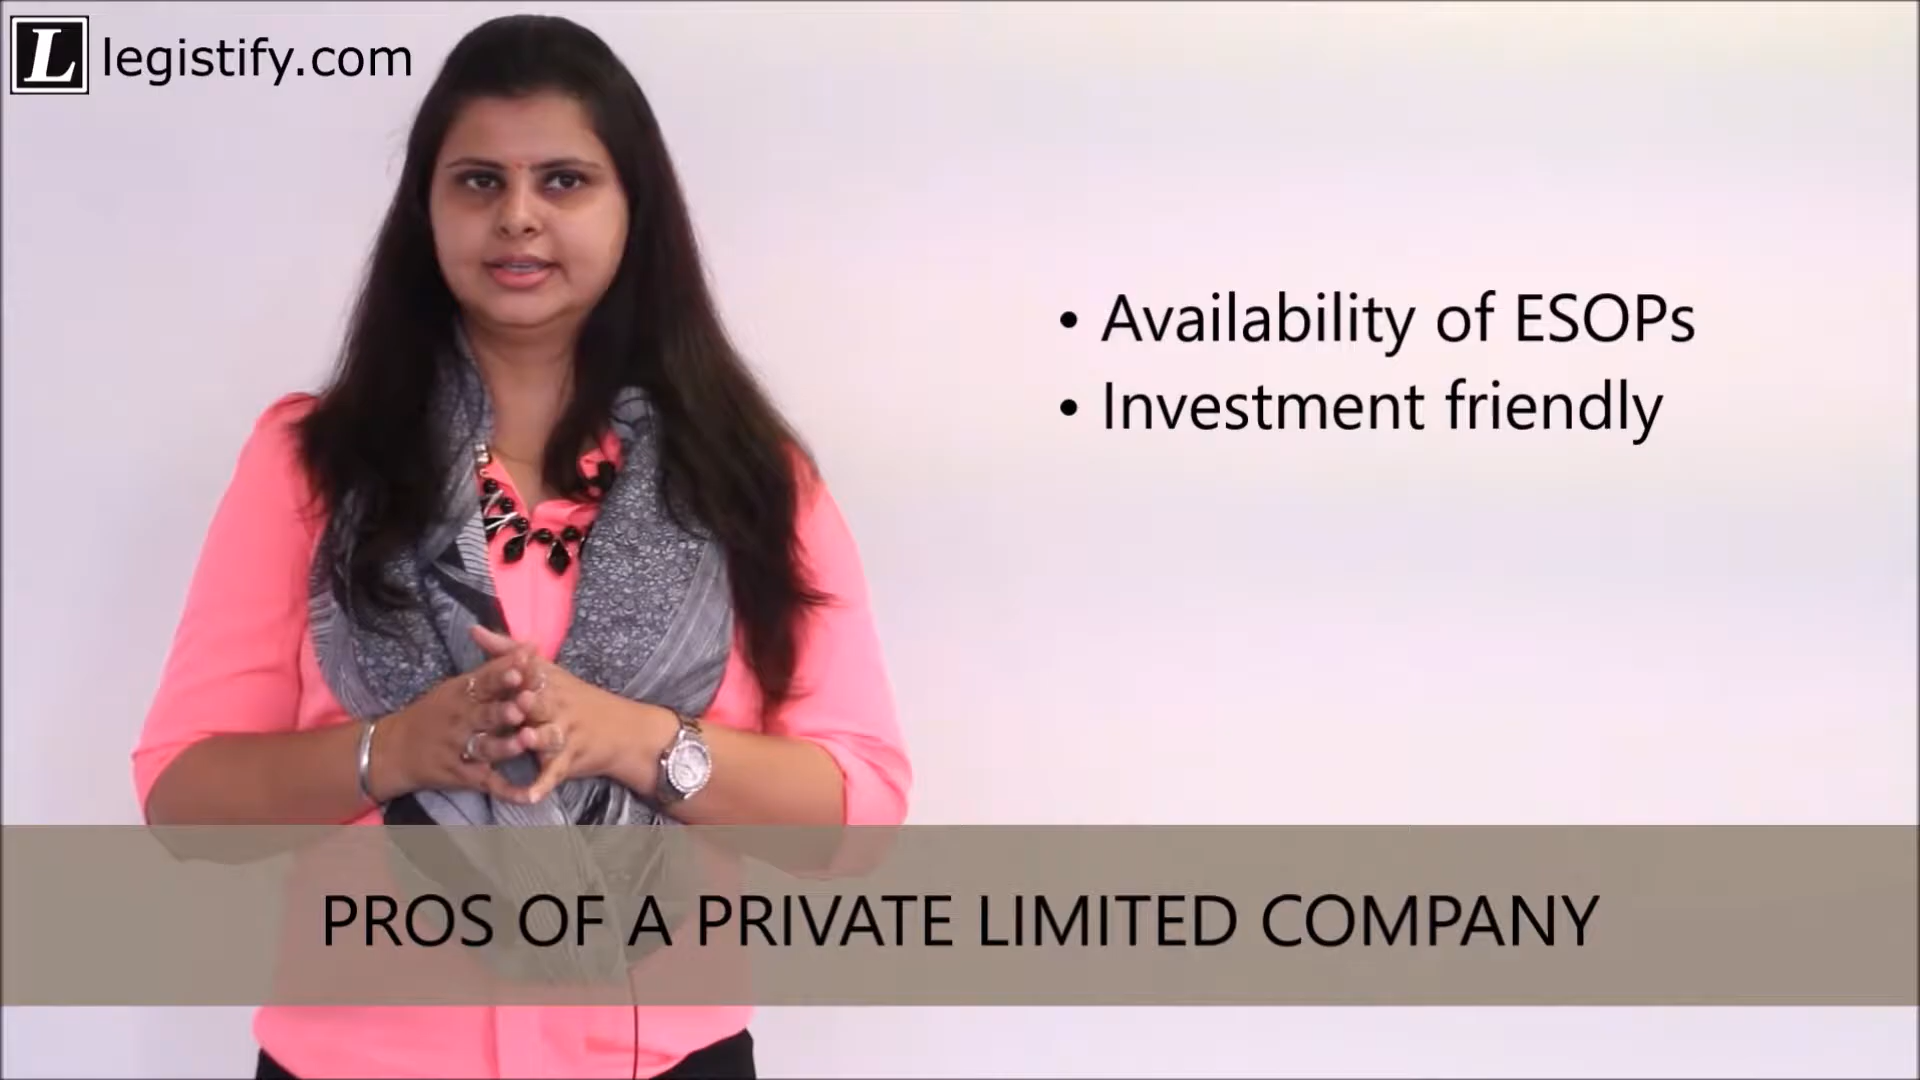 L legistify.com
• Availability of ESOPs
• Investment friendly
PROS OF A PRIVATE LIMITED COMPANY